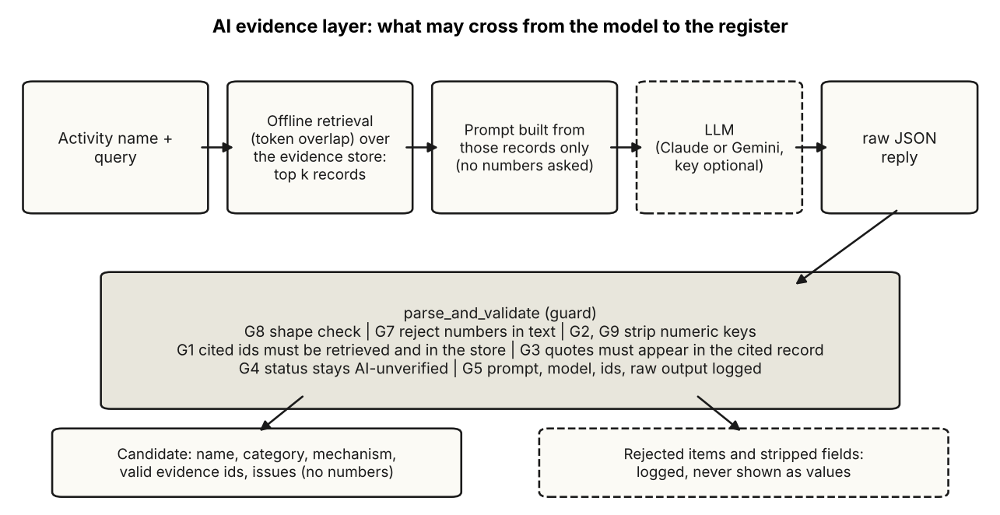 AI evidence layer: what may cross from the model to the register
Activity name +
query
Offline retrieval
(token overlap) over
the evidence store:
top k records
Prompt built from
those records only
(no numbers asked)
LLM
(Claude or Gemini,
key optional)
raw JSON
reply
parse_and_validate (guard)
G8 shape check | G7 reject numbers in text | G2, G9 strip numeric keys
G1 cited ids must be retrieved and in the store | G3 quotes must appear in the cited record
G4 status stays AI-unverified | G5 prompt, model, ids, raw output logged
Candidate: name, category, mechanism,
valid evidence ids, issues (no numbers)
Rejected items and stripped fields:
logged, never shown as values